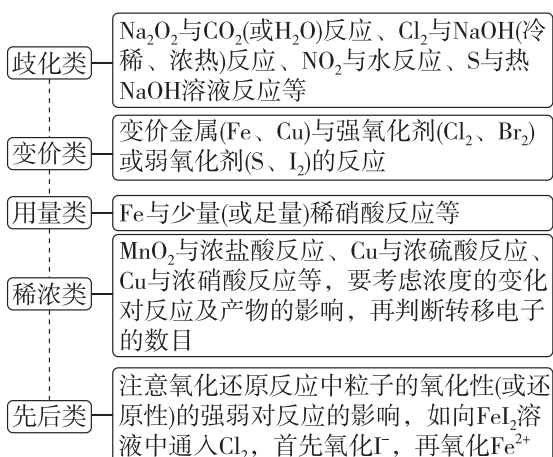 歧化类
Na₂O₂与CO₂(或H₂O)反应、Cl₂与NaOH(冷
稀、浓热)反应、NO₂与水反应、S与热
NaOH溶液反应等
变价类
变价金属(Fe、Cu)与强氧化剂(Cl₂、Br₂)
或弱氧化剂(S、I₂)的反应
用量类
Fe与少量(或足量)稀硝酸反应等
稀浓类
MnO₂与浓盐酸反应、Cu与浓硫酸反应、
Cu与浓硝酸反应等，要考虑浓度的变化
对反应及产物的影响，再判断转移电子
的数目
先后类
注意氧化还原反应中粒子的氧化性(或还
原性)的强弱对反应的影响，如向FeI₂溶
液中通入Cl₂，首先氧化I⁻，再氧化Fe²⁺